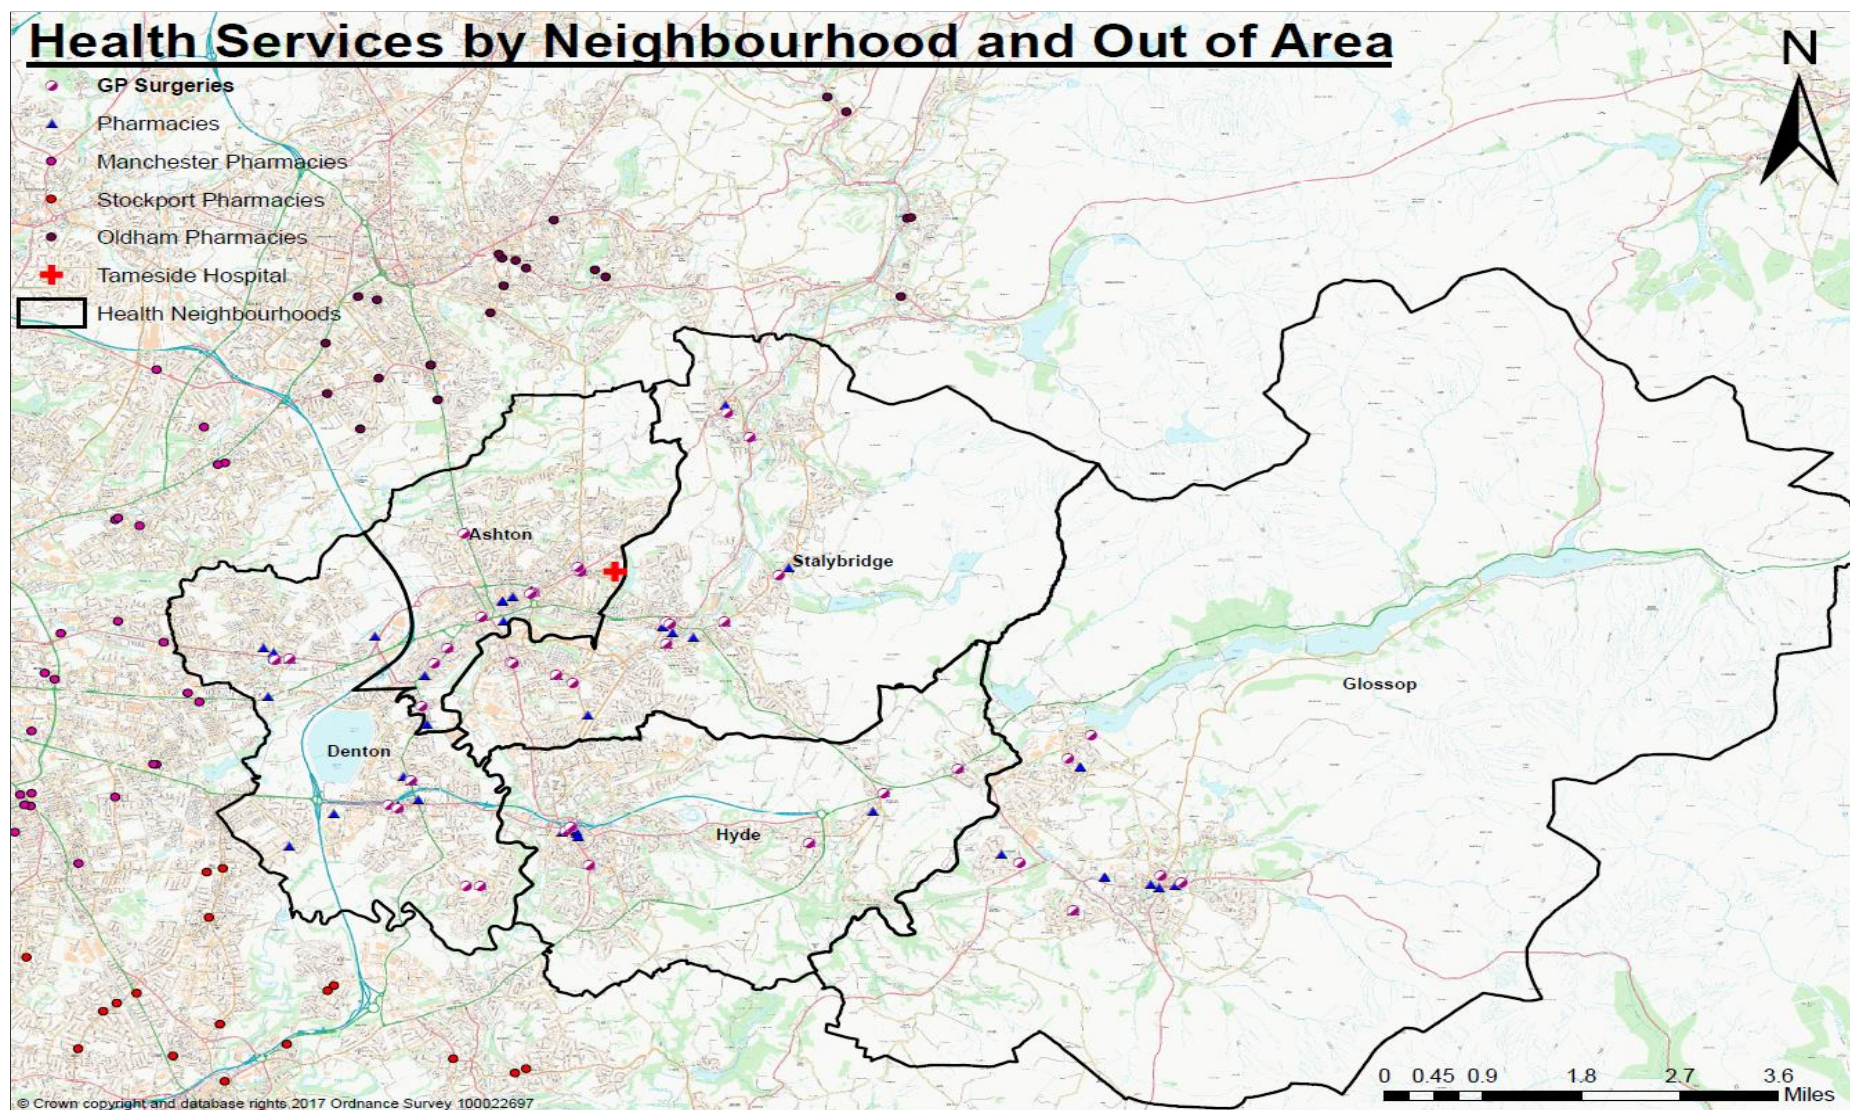 Health Services by Neighbourhood and Out of Area
N
GP Surgeries
Pharmacies
Manchester Pharmacies
Stockport Pharmacies
Oldham Pharmacies
Tameside Hospital
Health Neighbourhoods
Ashton
Stalybridge
Glossop
Denton
Hyde
0 0.45 0.9 1.8 2.7 3.6
Miles
© Crown copyright and database rights 2017 Ordnance Survey 100022697